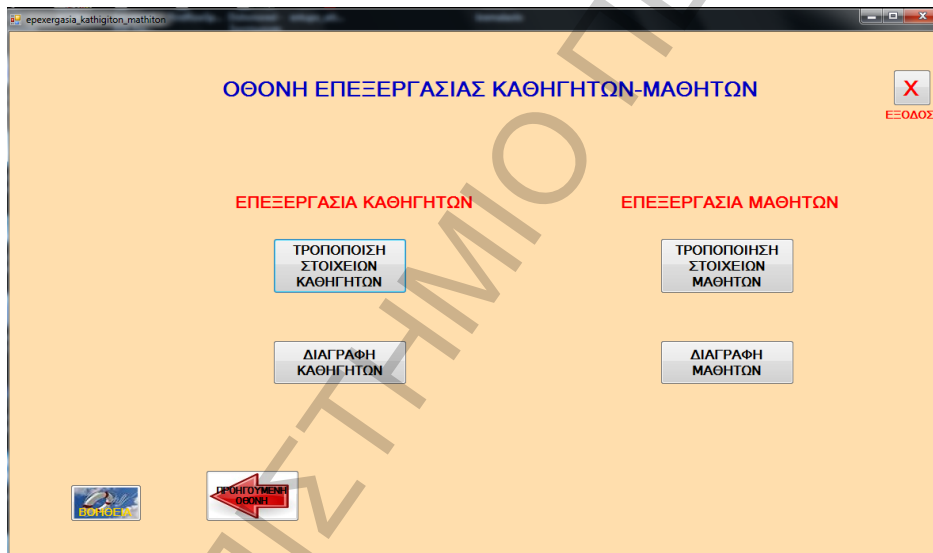 epexergasia_kathigiton_mathiton
ΟΘΟΝΗ ΕΠΕΞΕΡΓΑΣΙΑΣ ΚΑΘΗΓΗΤΩΝ-ΜΑΘΗΤΩΝ
X
ΕΞΟΔΟΣ
ΕΠΕΞΕΡΓΑΣΙΑ ΚΑΘΗΓΗΤΩΝ
ΤΡΟΠΟΠΟΙΣΗ
ΣΤΟΙΧΕΙΩΝ
ΚΑΘΗΓΗΤΩΝ
ΔΙΑΓΡΑΦΗ
ΚΑΘΗΓΗΤΩΝ
ΕΠΕΞΕΡΓΑΣΙΑ ΜΑΘΗΤΩΝ
ΤΡΟΠΟΠΟΙΗΣΗ
ΣΤΟΙΧΕΙΩΝ
ΜΑΘΗΤΩΝ
ΔΙΑΓΡΑΦΗ
ΜΑΘΗΤΩΝ
ΒΟΗΘΕΙΑ
ΠΡΟΗΓΟΥΜΕΝΗ
ΟΘΟΝΗ